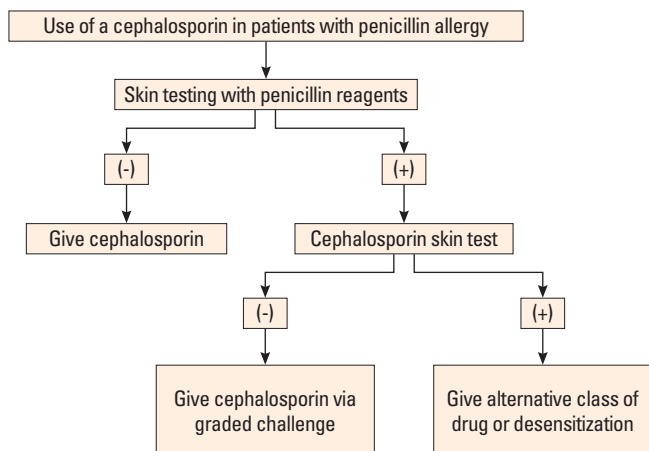 Use of a cephalosporin in patients with penicillin allergy
Skin testing with penicillin reagents
(-)
(+)
Give cephalosporin
Cephalosporin skin test
(-)
(+)
Give cephalosporin via
graded challenge
Give alternative class of
drug or desensitization